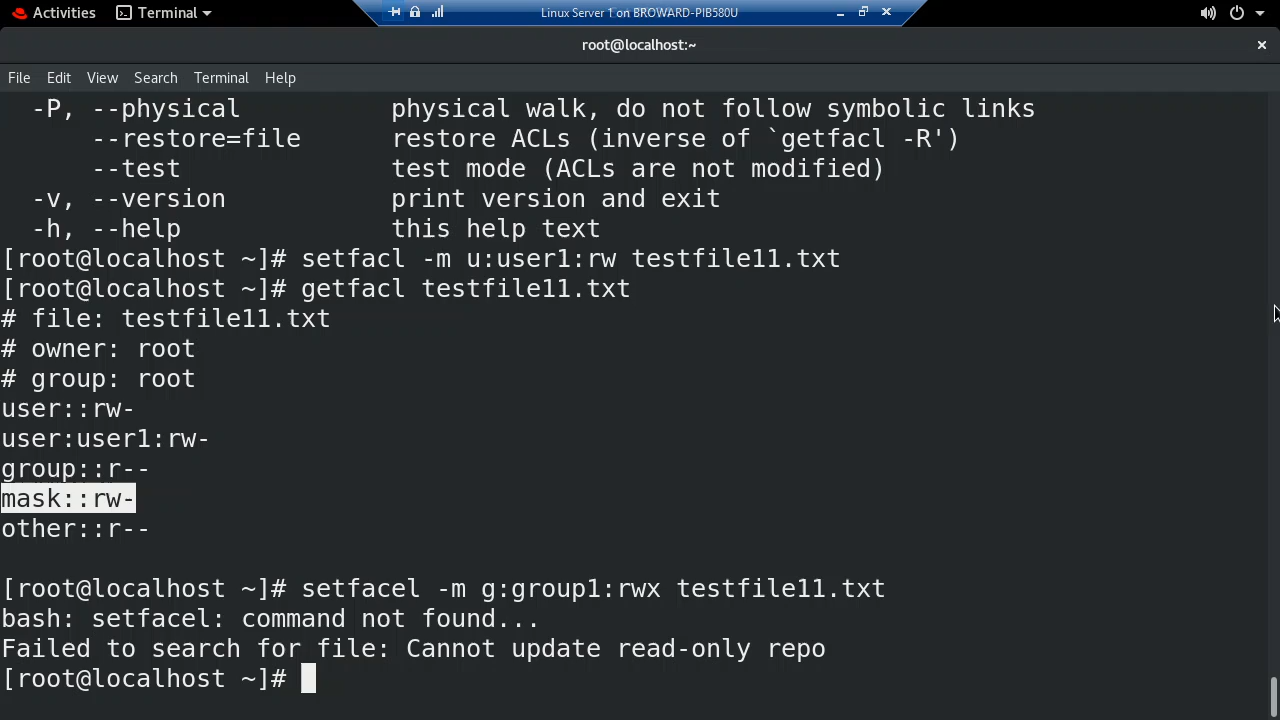 Activities Terminal Linux Server 1 on BROWARD-PIB580U
root@localhost:~
File Edit View Search Terminal Help
-P, --physical physical walk, do not follow symbolic links
--restore=file restore ACLs (inverse of `getfacl -R')
--test test mode (ACLs are not modified)
-v, --version print version and exit
-h, --help this help text
[root@localhost ~]# setfacl -m u:user1:rw testfile11.txt
[root@localhost ~]# getfacl testfile11.txt
# file: testfile11.txt
# owner: root
# group: root
user::rw-
user:user1:rw-
group::r--
mask::rw-
other::r--
[root@localhost ~]# setfacel -m g:group1:rwx testfile11.txt
bash: setfacel: command not found...
Failed to search for file: Cannot update read-only repo
[root@localhost ~]#